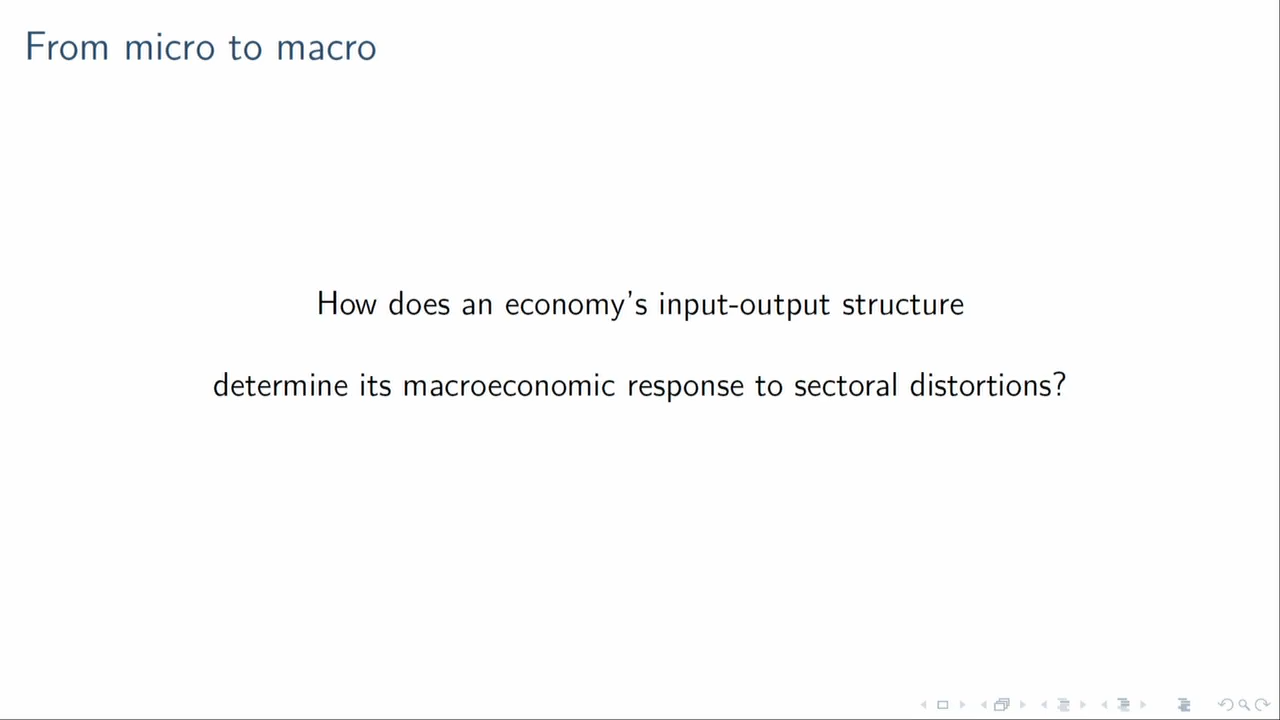 From micro to macro
How does an economy's input-output structure
determine its macroeconomic response to sectoral distortions?